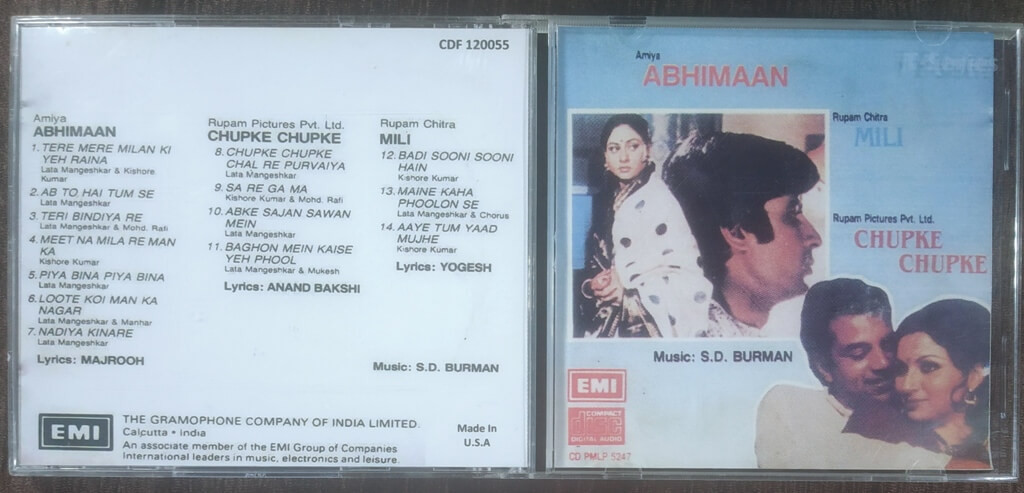 CDF 120055
Amiya
ABHIMAAN
1. TERE MERE MILAN KI
YEH RAINA
Lata Mangeshkar & Kishore
Kumar
2. AB TO HAI TUM SE
Lata Mangeshkar
3. TERI BINDIYA RE
Lata Mangeshkar & Mohd. Rafi
4. MEET NA MILA RE MAN
KA
Kishore Kumar
5. PIYA BINA PIYA BINA
Lata Mangeshkar
6. LOOTE KOI MAN KA
NAGAR
Lata Mangeshkar & Manhar
7. NADIYA KINARE
Lata Mangeshkar
Lyrics: MAJROOH
Rupam Pictures Pvt. Ltd.
CHUPKE CHUPKE
8. CHUPKE CHUPKE
CHAL RE PURVAIYA
Lata Mangeshkar
9. SA RE GA MA
Kishore Kumar & Mohd. Rafi
10. ABKE SAJAN SAWAN
MEIN
Lata Mangeshkar
11. BAGHON MEIN KAISE
YEH PHOOL
Lata Mangeshkar & Mukesh
Lyrics: ANAND BAKSHI
Rupam Chitra
MILI
12. BADI SOONI SOONI
HAIN
Kishore Kumar
13. MAINE KAHA
PHOOLON SE
Lata Mangeshkar & Chorus
14. AAYE TUM YAAD
MUJHE
Kishore Kumar
Lyrics: YOGESH
Music: S.D. BURMAN
EMI
THE GRAMOPHONE COMPANY OF INDIA LIMITED.
Calcutta • India
An associate member of the EMI Group of Companies
International leaders in music, electronics and leisure.
Made In
U.S.A
Amiya
ABHIMAAN
Rupam Chitra
MILI
Rupam Pictures Pvt. Ltd.
CHUPKE
CHUPKE
Music: S.D. BURMAN
EMI
COMPACT
disc
DIGITAL AUDIO
CD PMLP 5247